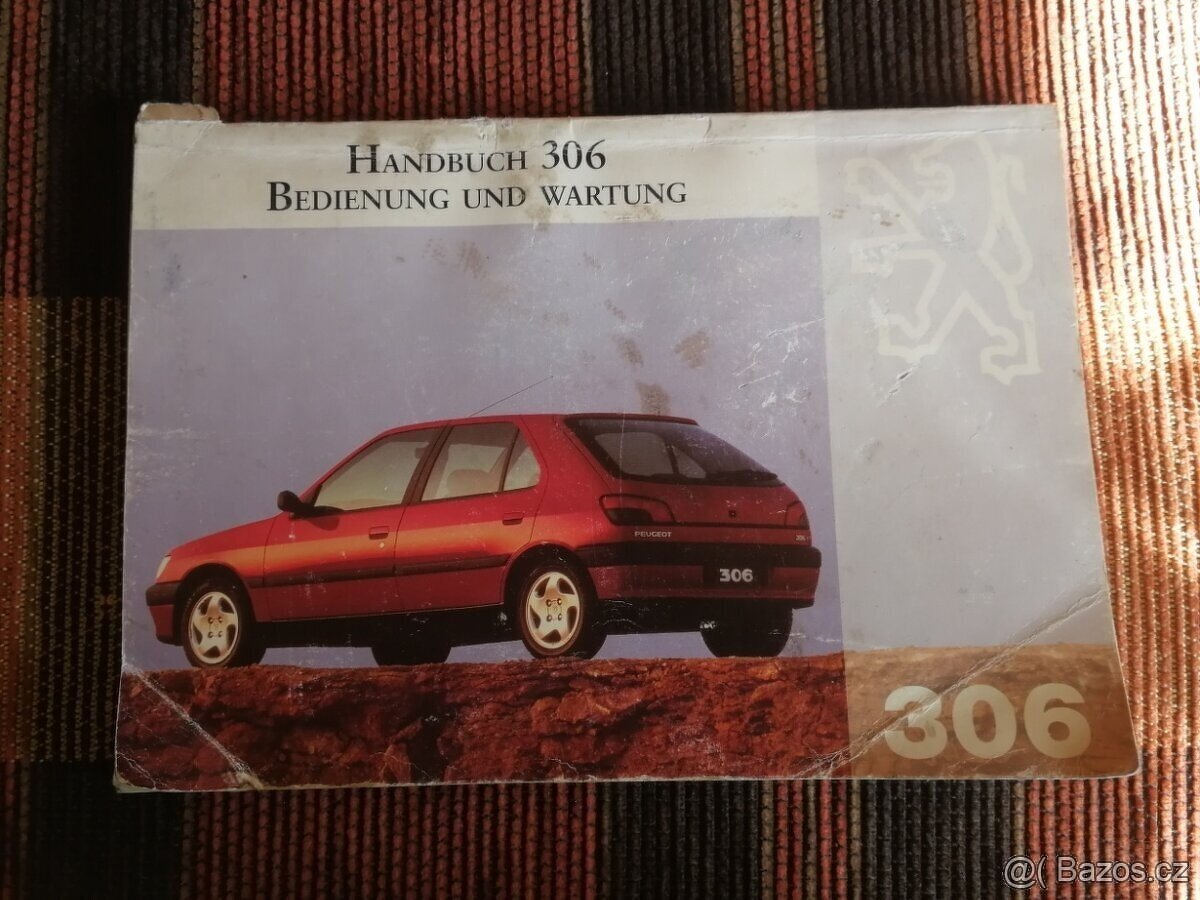 HANDBUCH 306
BEDIENUNG UND WARTUNG
PEUGEOT
306
306
@( Bazos.cz